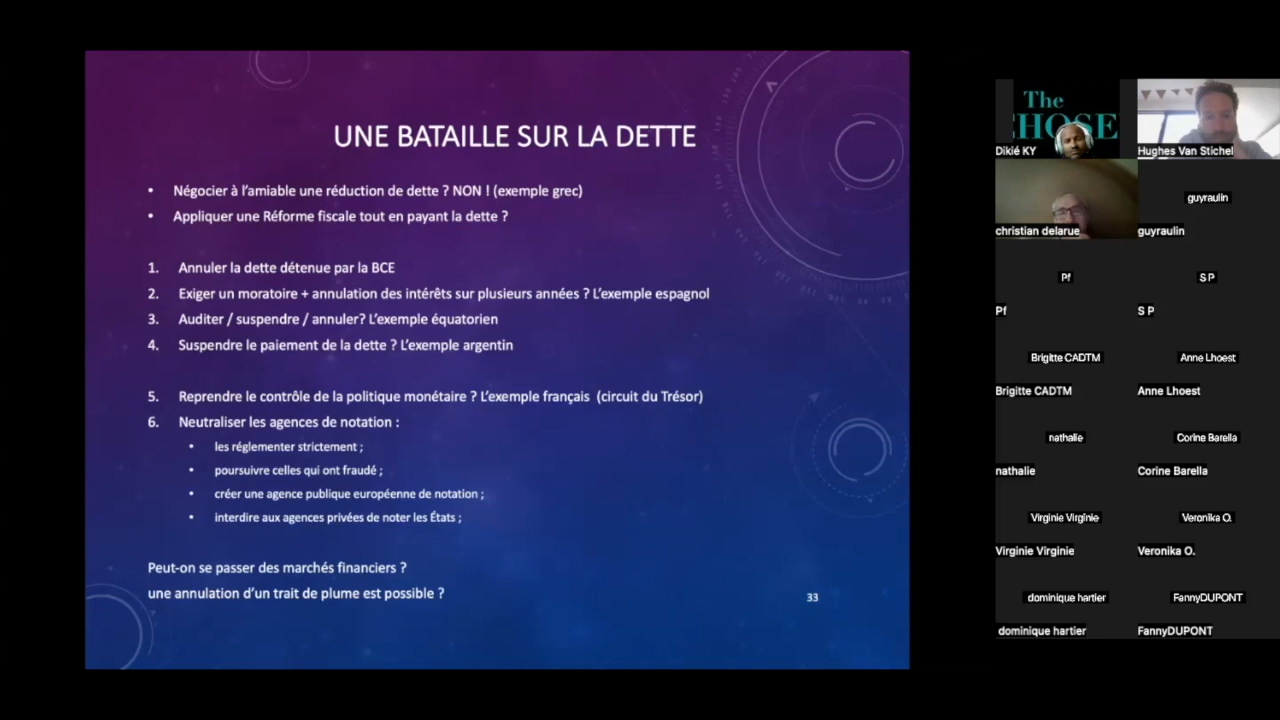 UNE BATAILLE SUR LA DETTE
• Négocier à l'amiable une réduction de dette ? NON ! (exemple grec)
• Appliquer une Réforme fiscale tout en payant la dette ?
1. Annuler la dette détenue par la BCE
2. Exiger un moratoire + annulation des intérêts sur plusieurs années ? L'exemple espagnol
3. Auditer / suspendre / annuler? L'exemple équatorien
4. Suspendre le paiement de la dette ? L'exemple argentin
5. Reprendre le contrôle de la politique monétaire ? L'exemple français (circuit du Trésor)
6. Neutraliser les agences de notation :
• les réglementer strictement ;
• poursuivre celles qui ont fraudé ;
• créer une agence publique européenne de notation ;
• interdire aux agences privées de noter les États ;
Peut-on se passer des marchés financiers ?
une annulation d'un trait de plume est possible ?
33
The
CHOSE
Dikié KY
Hughes Van Stichel
christian delarue
guyraulin
guyraulin
Pf
S P
Pf
S P
Brigitte CADTM
Anne Lhoest
Brigitte CADTM
Anne Lhoest
nathalie
Corine Barella
nathalie
Corine Barella
Virginie Virginie
Veronika O.
Virginie Virginie
Veronika O.
dominique hartier
FannyDUPONT
dominique hartier
FannyDUPONT